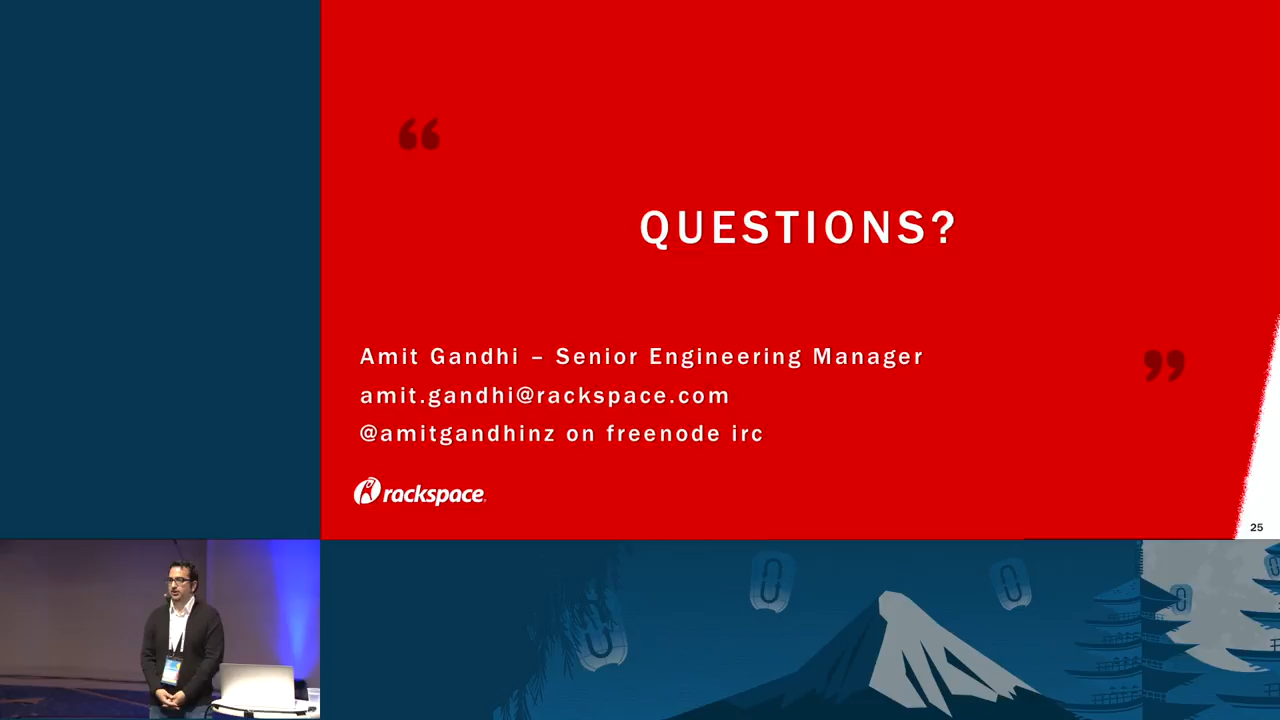 “
QUESTIONS?
Amit Gandhi – Senior Engineering Manager
”
amit.gandhi@rackspace.com
@amitgandhinz on freenode irc
rackspace.
25